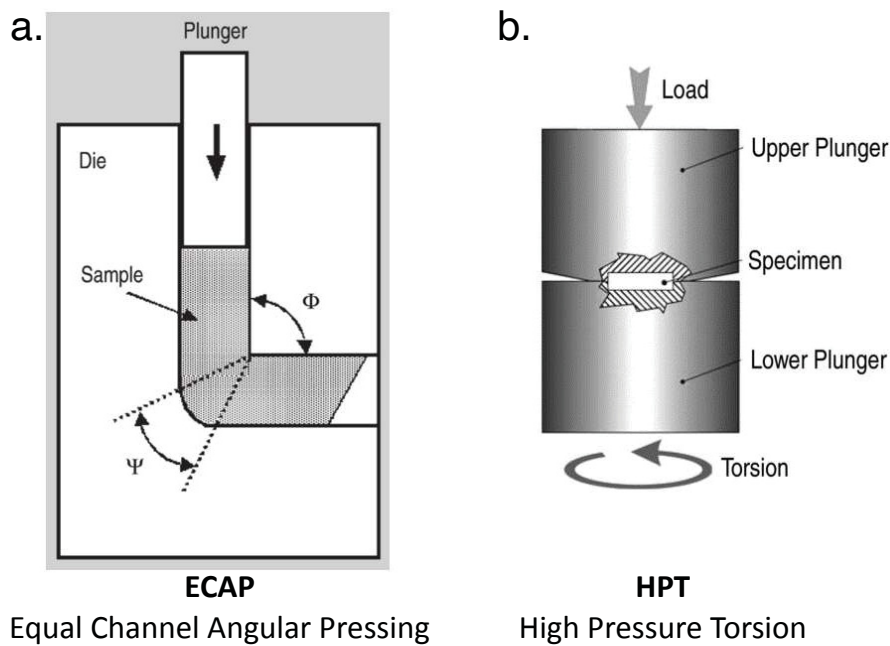 a.
Plunger
Die
Sample
Φ
Ψ
ECAP
Equal Channel Angular Pressing
b.
Load
Upper Plunger
Specimen
Lower Plunger
Torsion
HPT
High Pressure Torsion